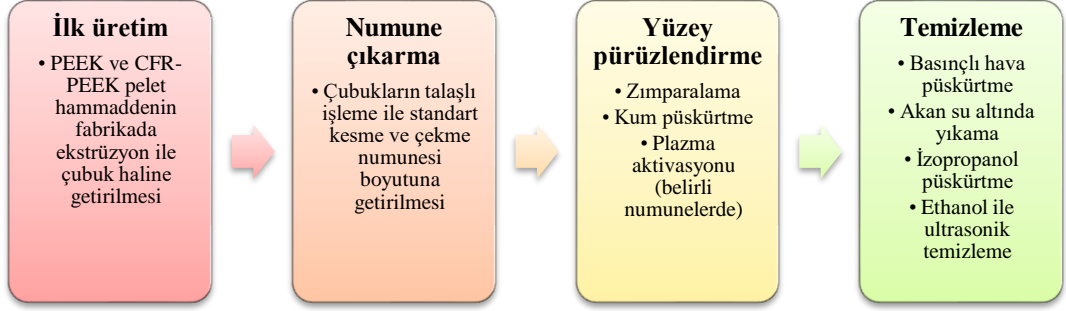 İlk üretim
• PEEK ve CFR-
PEEK pelet
hammaddenin
fabrikada
ekstrüzyon ile
çubuk haline
getirilmesi
Numune
çıkarma
• Çubukların talaşlı
işleme ile standart
kesme ve çekme
numunesi
boyutuna
getirilmesi
Yüzey
pürüzlendirme
• Zımparalama
• Kum püskürtme
• Plazma
aktivasyonu
(belirli
numunelerde)
Temizleme
• Basınçlı hava
püskürtme
• Akan su altında
yıkama
• İzopropanol
püskürtme
• Ethanol ile
ultrasonik
temizleme